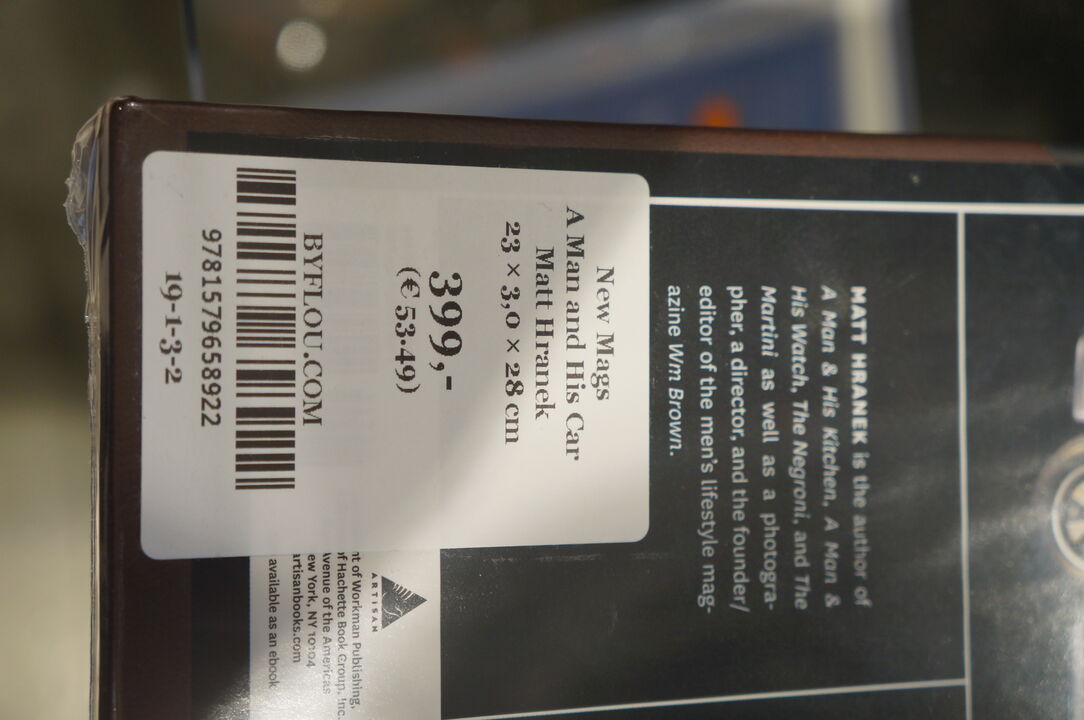 New Mags
A Man and His Car
Matt Hranek
23 × 3,0 × 28 cm
399,-
(€ 53.49)
BYFLOU.COM
9781579658922
19-1-3-2
MATT HRANEK is the author of
A Man & His Kitchen, A Man &
His Watch, The Negroni, and The
Martini as well as a photogra-
pher, a director, and the founder/
editor of the men's lifestyle mag-
azine Wm Brown.
ARTISAN
nt of Workman Publishing,
of Hachette Book Group, Inc.
Avenue of the Americas
ew York, NY 10104
artisanbooks.com
available as an ebook